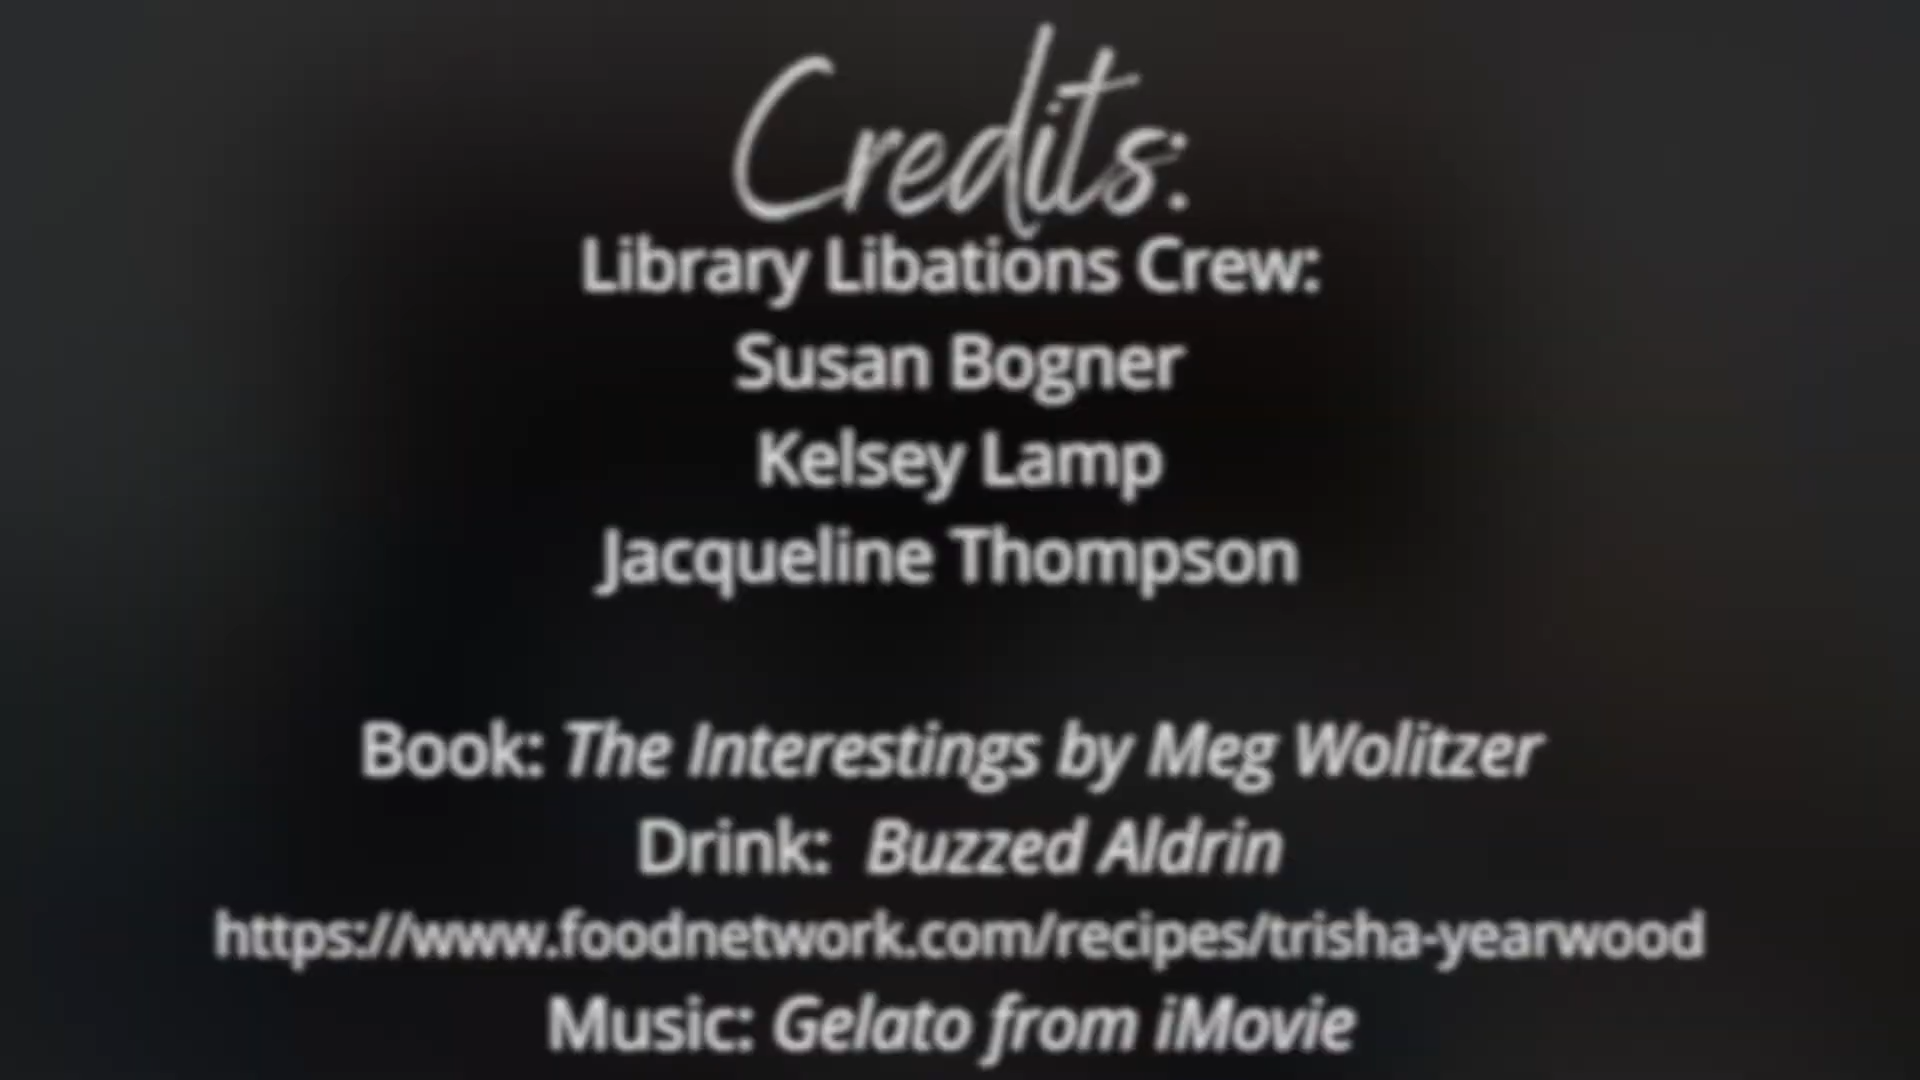 Credits:
Library Libations Crew:
Susan Bogner
Kelsey Lamp
Jacqueline Thompson
Book: The Interestings by Meg Wolitzer
Drink: Buzzed Aldrin
https://www.foodnetwork.com/recipes/trisha-yearwood
Music: Gelato from iMovie